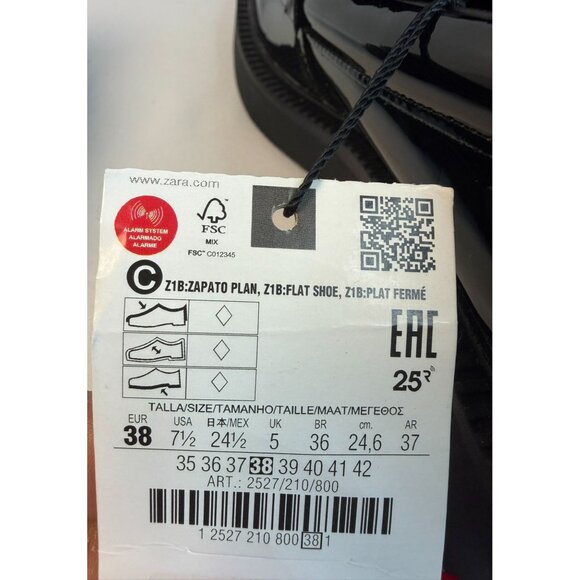 www.zara.com
ALARM SYSTEM
ALARMADO
ALARME
FSC
MIX
FSC™ C012345
C Z1B:ZAPATO PLAN, Z1B:FLAT SHOE, Z1B:PLAT FERMÉ
EAC
25R
TALLA/SIZE/TAMANHO/TAILLE/MAAT/ΜΕΓΕΘΟΣ
EUR USA 日本/MEX UK BR cm. AR
38 7½ 24½ 5 36 24,6 37
35 36 37 38 39 40 41 42
ART.: 2527/210/800
1 2527 210 800 38 1